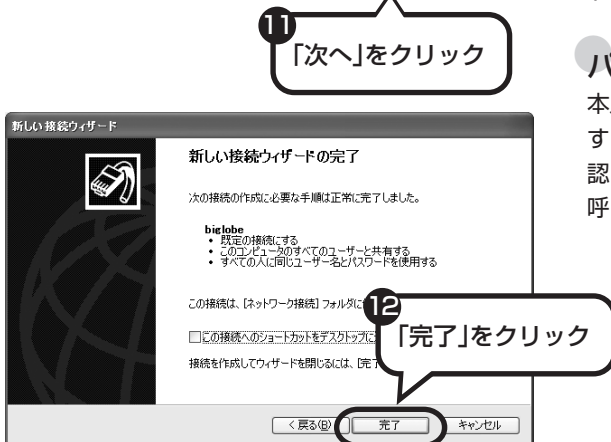 ⓫
「次へ」をクリック
新しい接続ウィザード
新しい接続ウィザードの完了
次の接続の作成に必要な手順は正常に完了しました。
biglobe
• 既定の接続にする
• このコンピュータのすべてのユーザーと共有する
• すべての人に同じユーザー名とパスワードを使用する
この接続は、[ネットワーク接続] フォルダに
この接続へのショートカットをデスクトップに
接続を作成してウィザードを閉じるには、[完了
⓬
「完了」をクリック
< 戻る(B)
完了
キャンセル
パ
本
す
認
呼